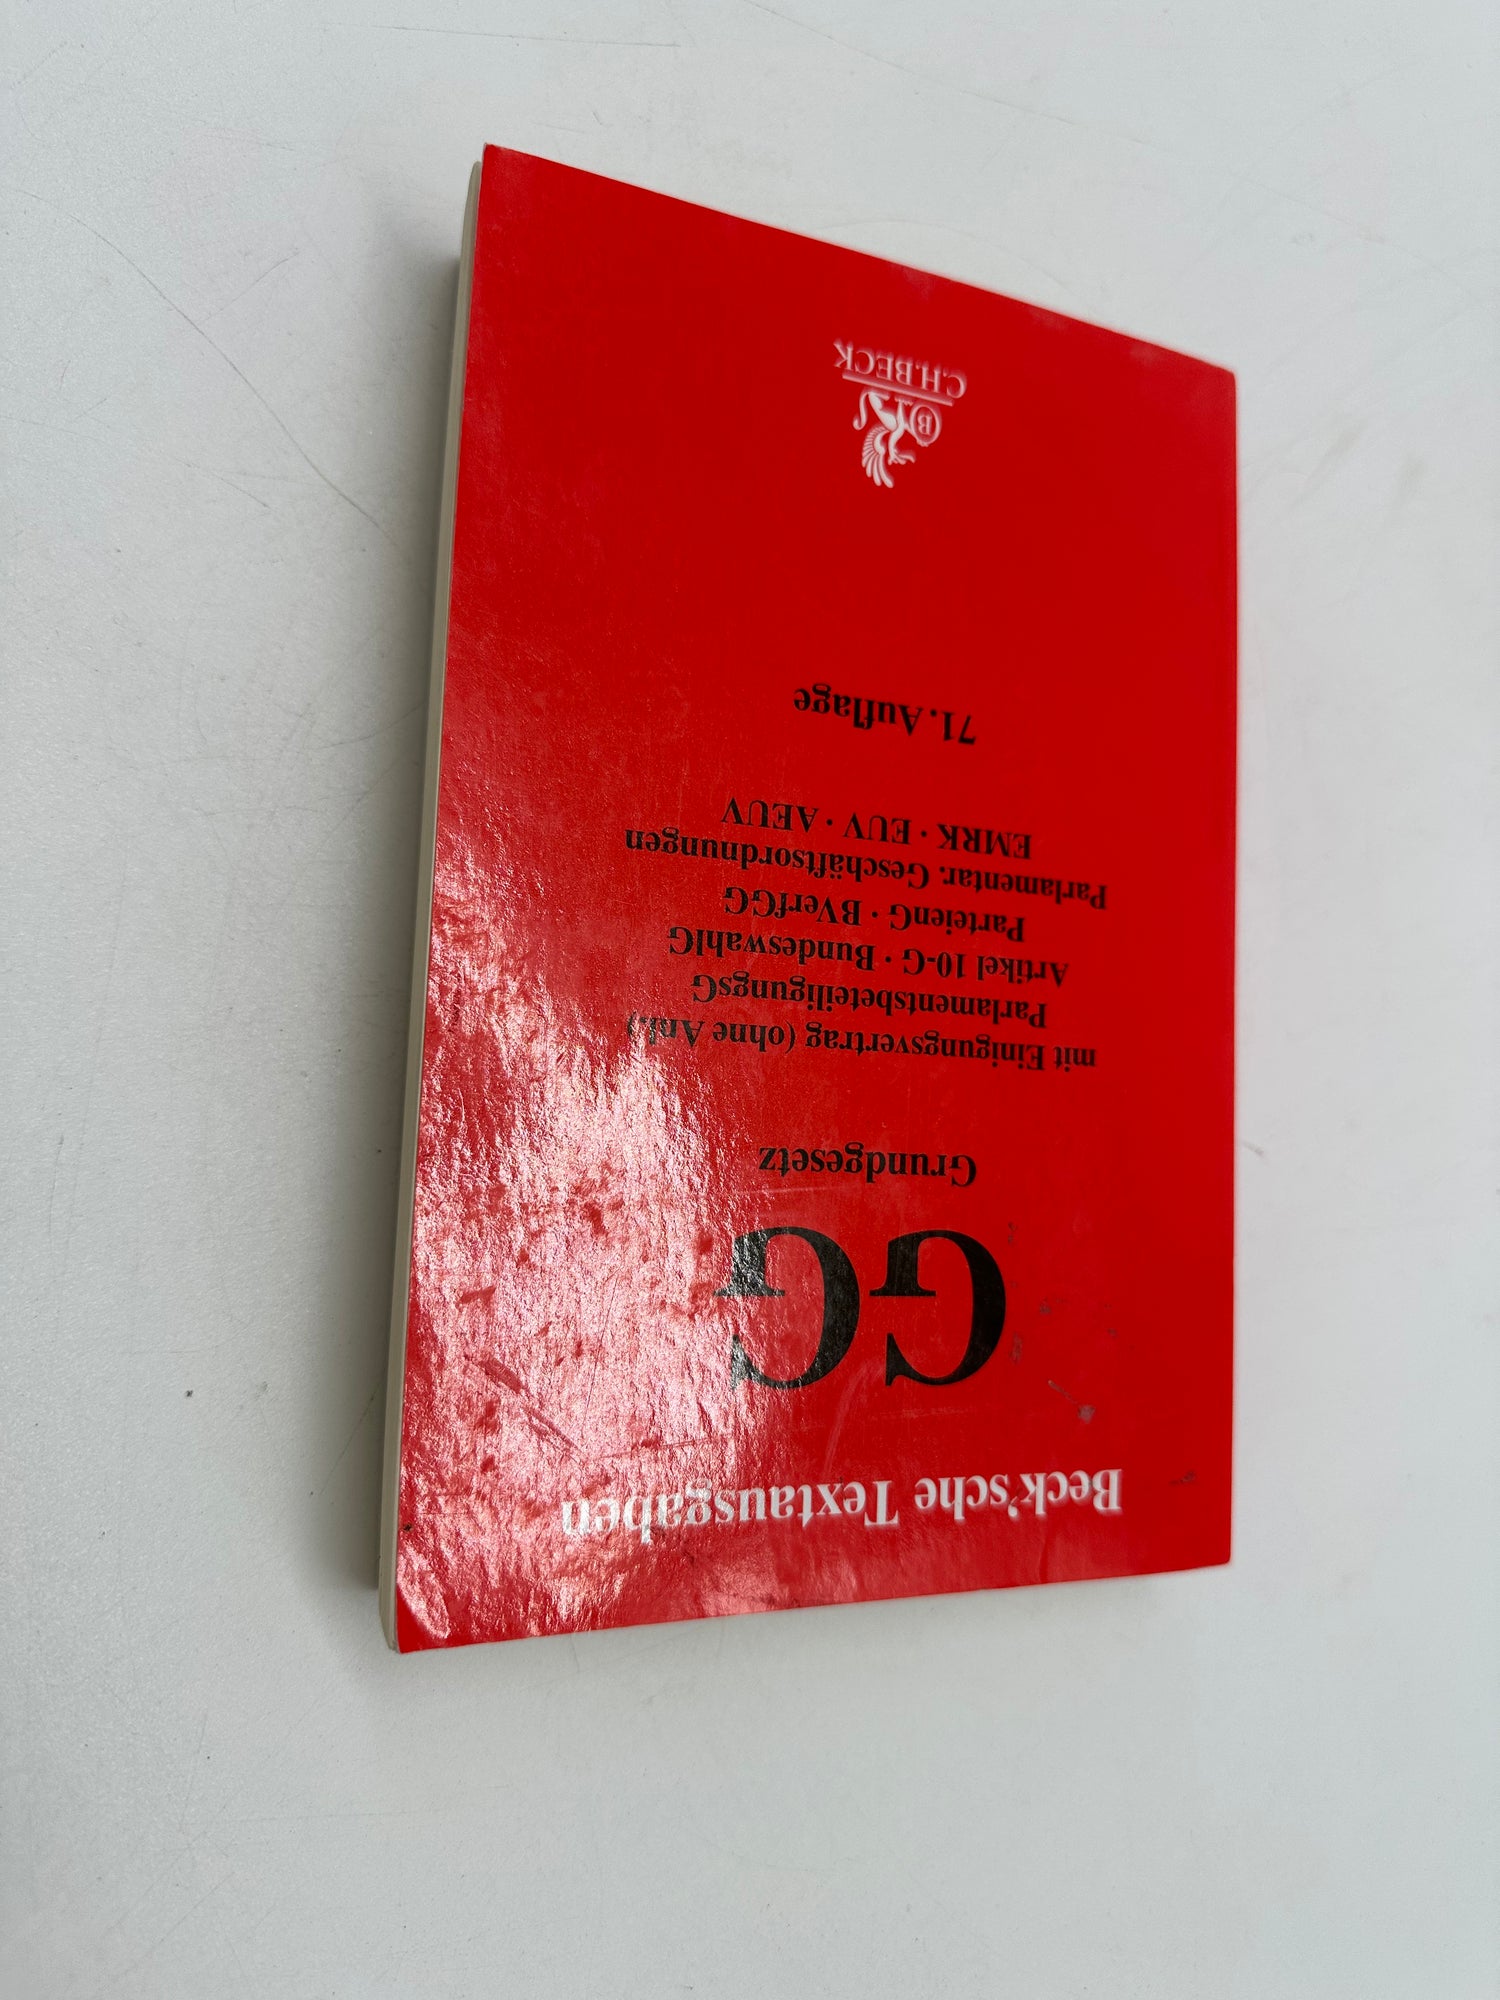 Beck'sche Textausgaben
GG
Grundgesetz
mit Einigungsvertrag (ohne Anl.)
ParlamentsbeteiligungsG
Artikel 10-G · BundeswahlG
ParteienG · BVerfGG
Parlamentar. Geschäftsordnungen
EMRK · EUV · AEUV
71. Auflage
B
C.H.BECK